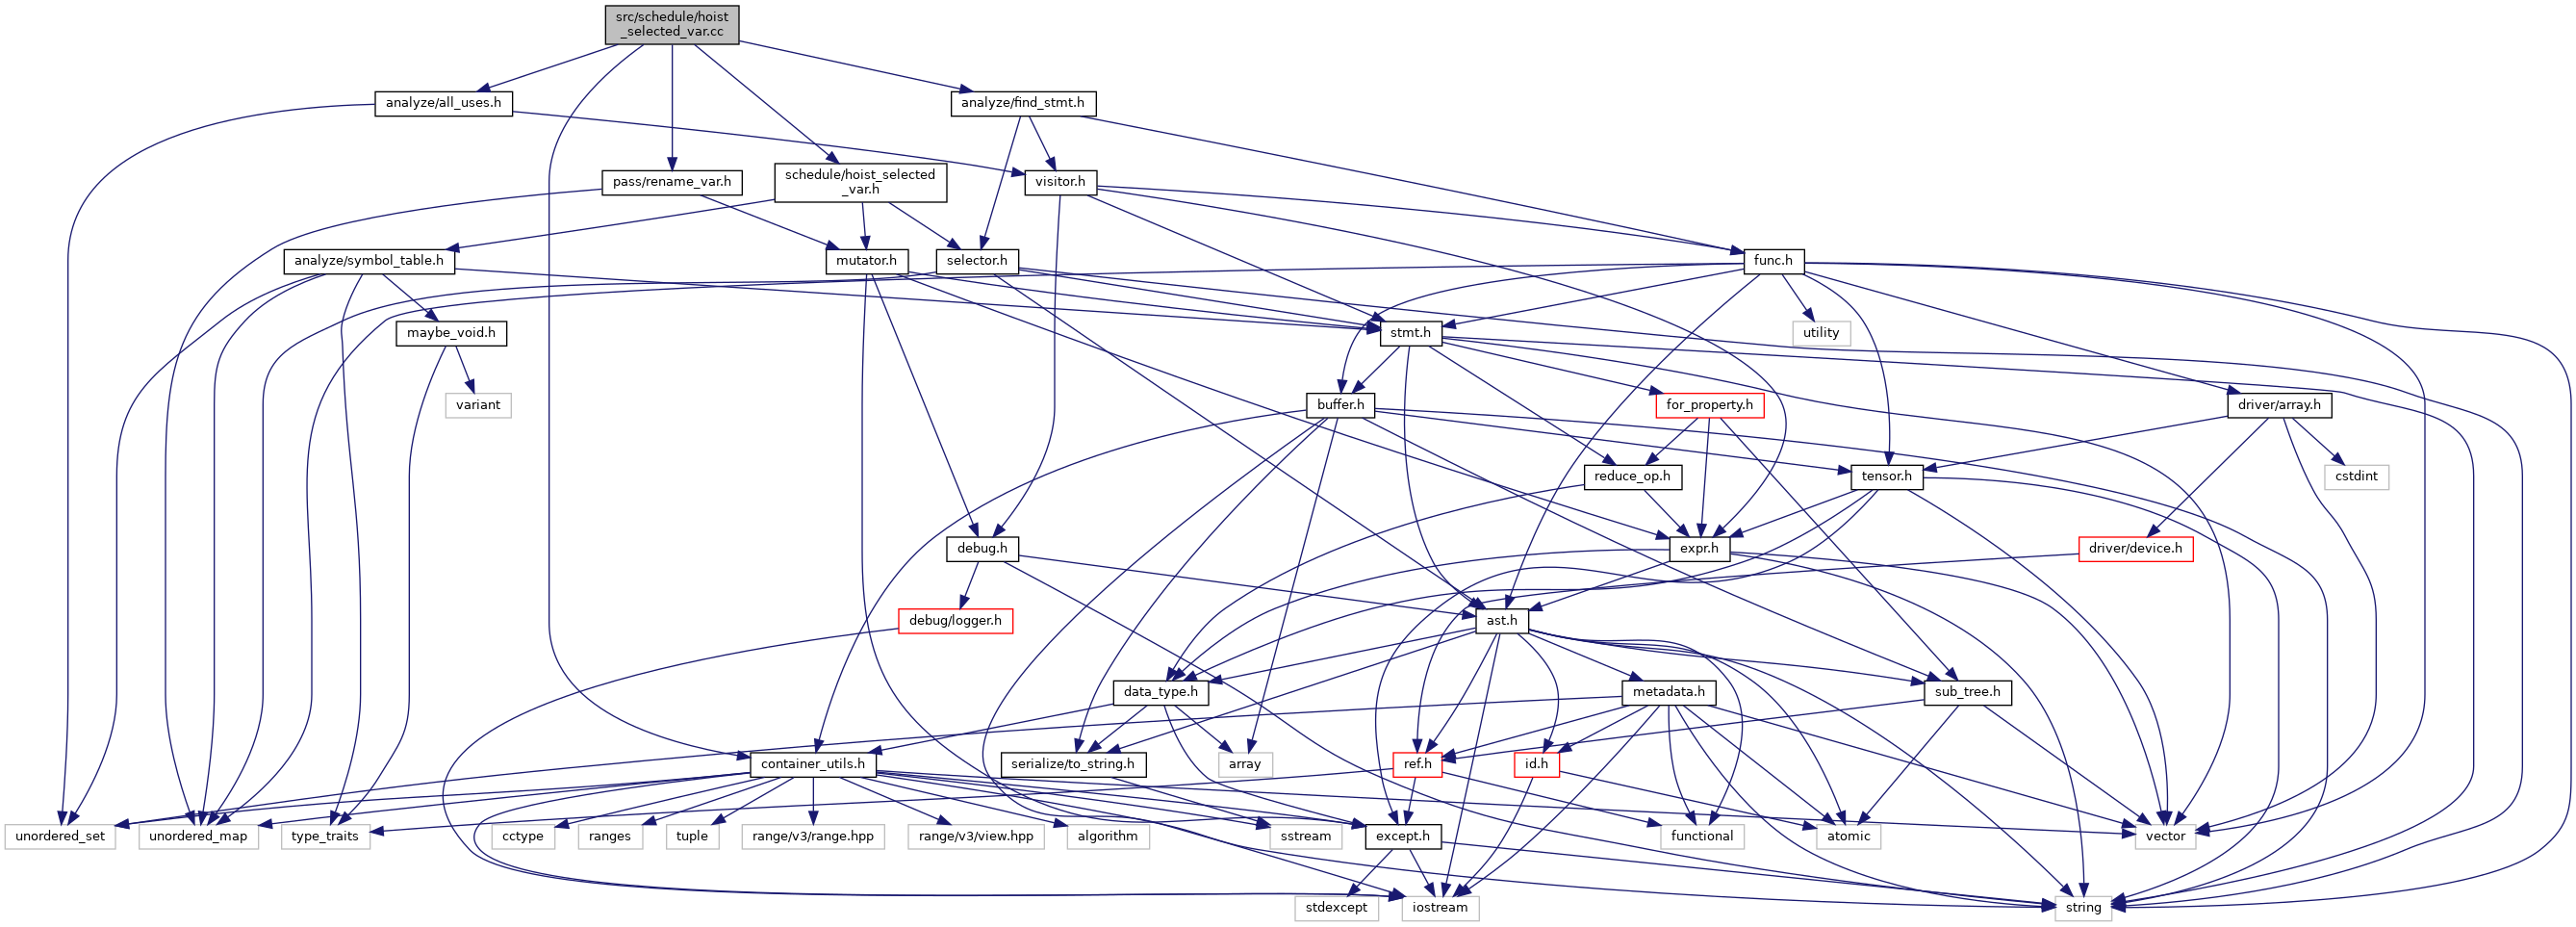 src/schedule/hoist
_selected_var.cc
analyze/all_uses.h
analyze/find_stmt.h
pass/rename_var.h
schedule/hoist_selected
_var.h
visitor.h
analyze/symbol_table.h
mutator.h
selector.h
func.h
maybe_void.h
stmt.h
utility
variant
buffer.h
for_property.h
driver/array.h
reduce_op.h
tensor.h
cstdint
debug.h
expr.h
driver/device.h
debug/logger.h
ast.h
data_type.h
metadata.h
sub_tree.h
container_utils.h
serialize/to_string.h
array
ref.h
id.h
unordered_set
unordered_map
type_traits
cctype
ranges
tuple
range/v3/range.hpp
range/v3/view.hpp
algorithm
sstream
except.h
functional
atomic
vector
stdexcept
iostream
string